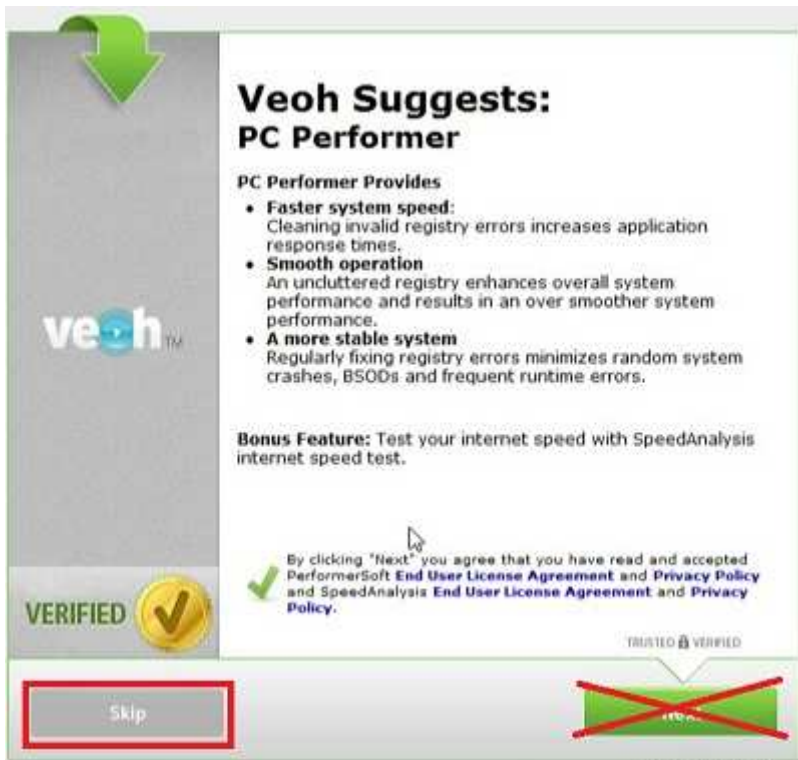 Veoh Suggests:
PC Performer
PC Performer Provides
• Faster system speed:
Cleaning invalid registry errors increases application
response times.
• Smooth operation
An uncluttered registry enhances overall system
performance and results in an over smoother system
performance.
• A more stable system
Regularly fixing registry errors minimizes random system
crashes, BSODs and frequent runtime errors.
veoh TM
Bonus Feature: Test your internet speed with SpeedAnalysis
internet speed test.
By clicking "Next" you agree that you have read and accepted
PerformerSoft End User License Agreement and Privacy Policy
and SpeedAnalysis End User License Agreement and Privacy
Policy.
VERIFIED
TRUSTED VERIFIED
Skip
Next